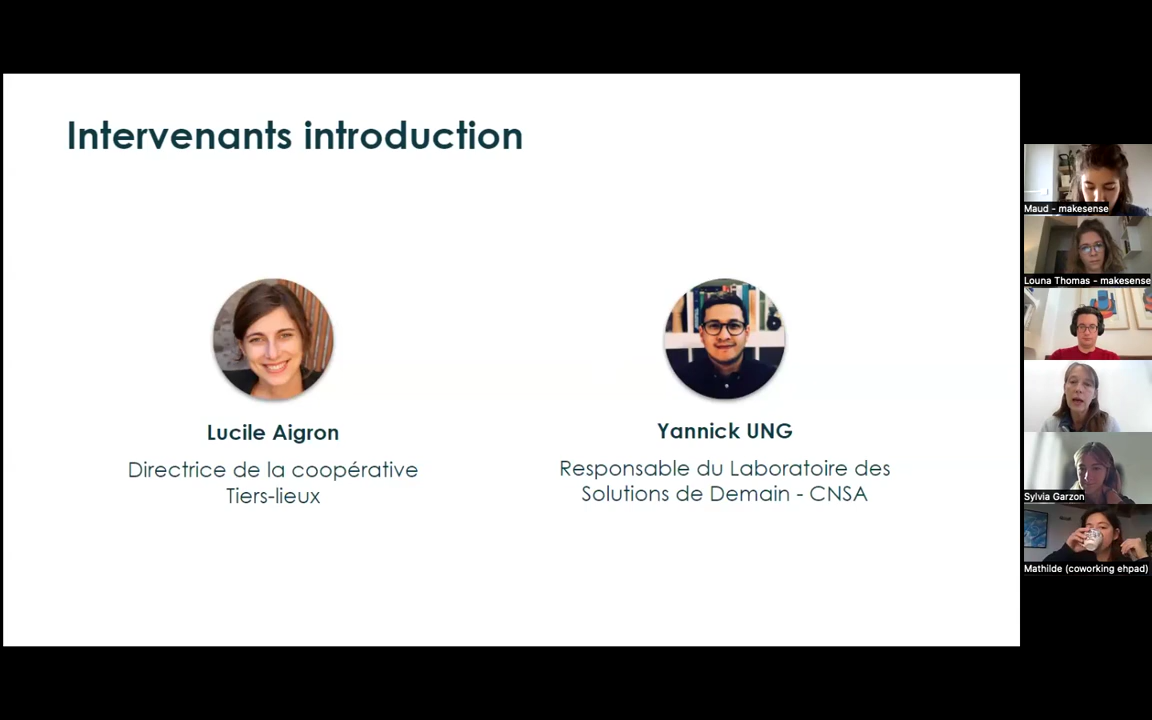 Intervenants introduction
Lucile Aigron
Directrice de la coopérative
Tiers-lieux
Yannick UNG
Responsable du Laboratoire des
Solutions de Demain - CNSA
Maud - makesense
Louna Thomas - makesense
Sylvia Garzon
Mathilde (coworking ehpad)